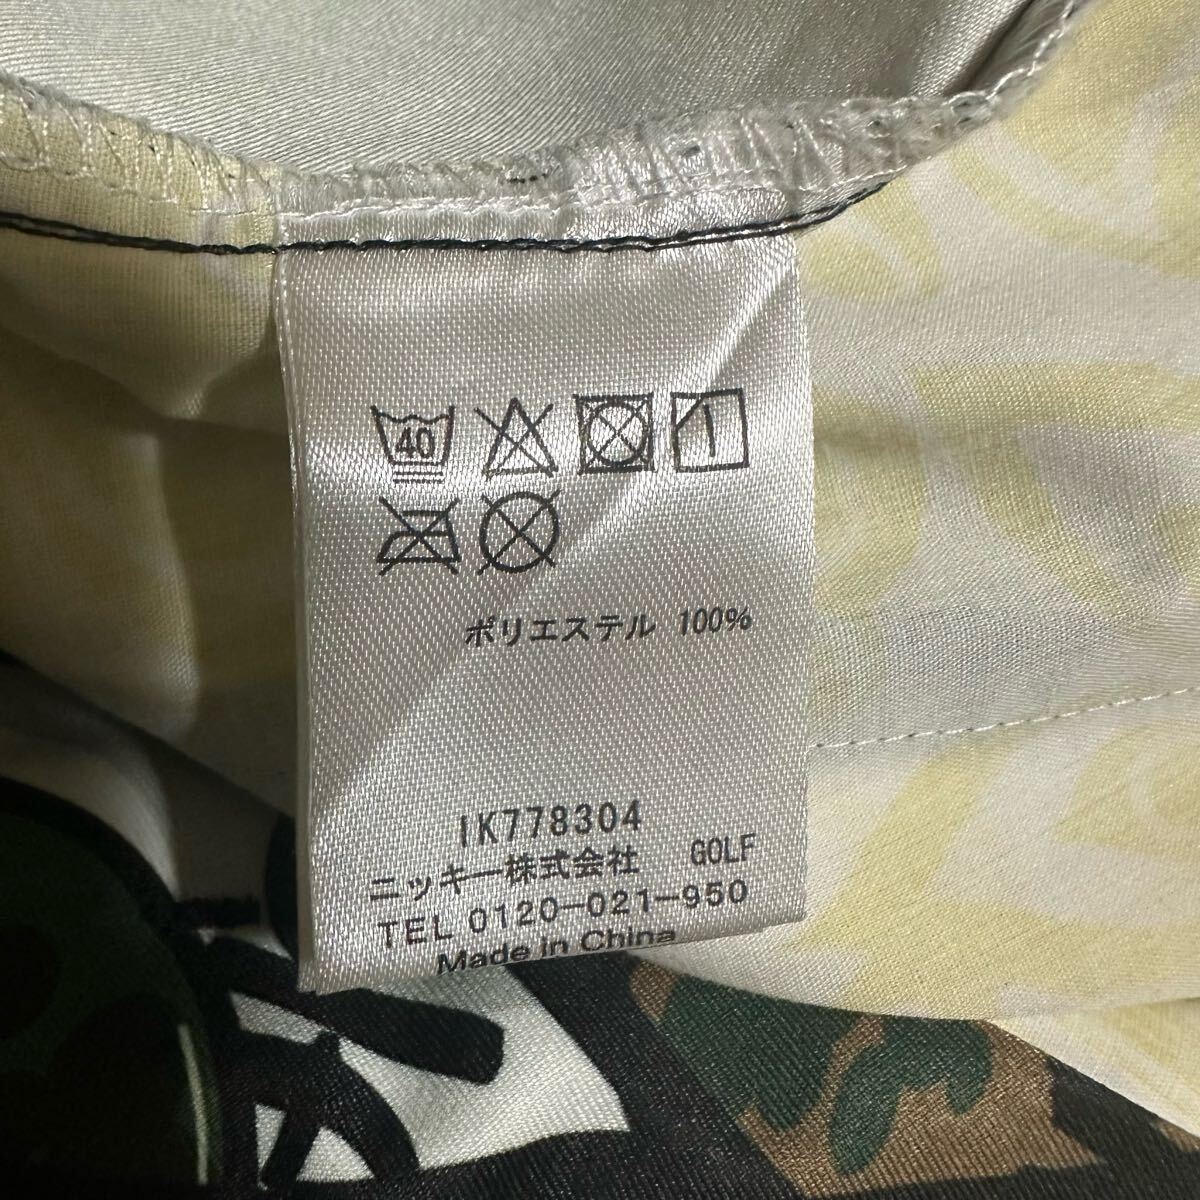 40
ポリエステル 100%
IK778304
ニッキー株式会社 GOLF
TEL 0120-021-950
Made in China